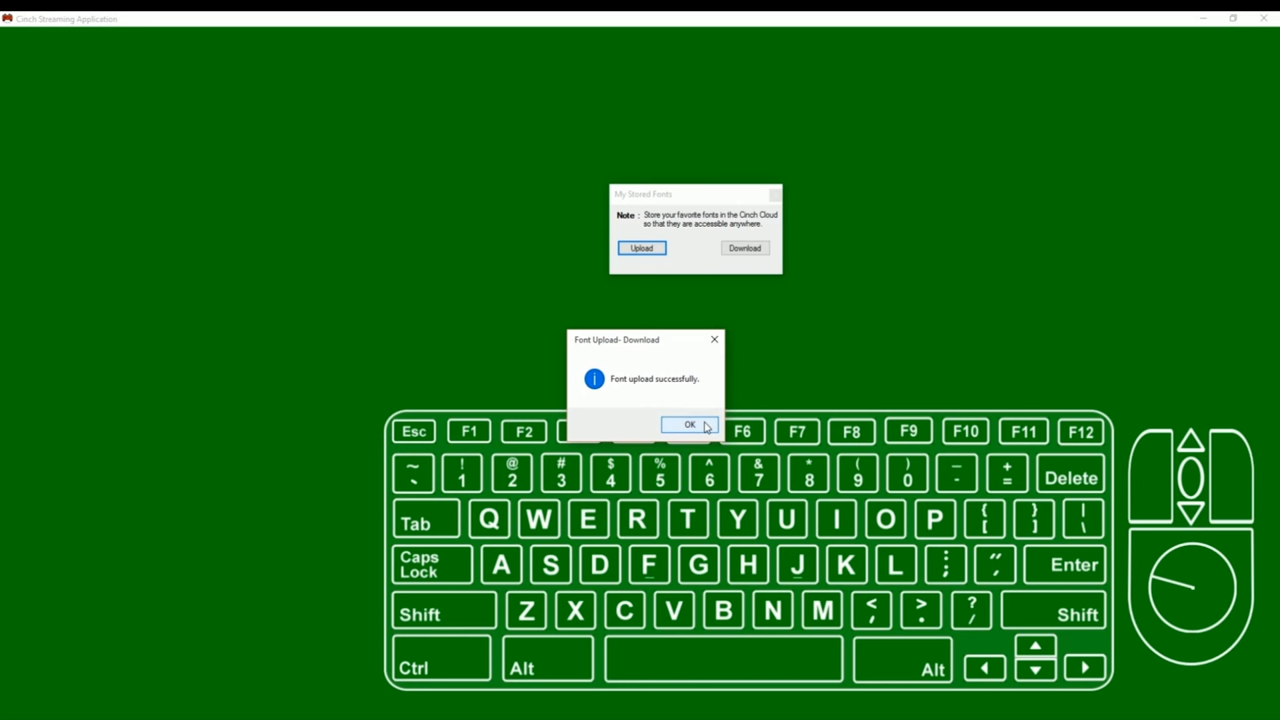 Cinch Streaming Application
My Stored Fonts
Note : Store your favorite fonts in the Cinch Cloud
so that they are accessible anywhere.
Upload Download
Font Upload- Download
Font upload successfully.
OK
Esc F1 F2 F6 F7 F8 F9 F10 F11 F12
~ ! @ # $ % ^ & * ( ) _ +
` 1 2 3 4 5 6 7 8 9 0 - = Delete
Tab Q W E R T Y U I O P { [ } ] | \
Caps Lock A S D F G H J K L : ; " , Enter
Shift Z X C V B N M < , > . ? / Shift
Ctrl Alt Alt